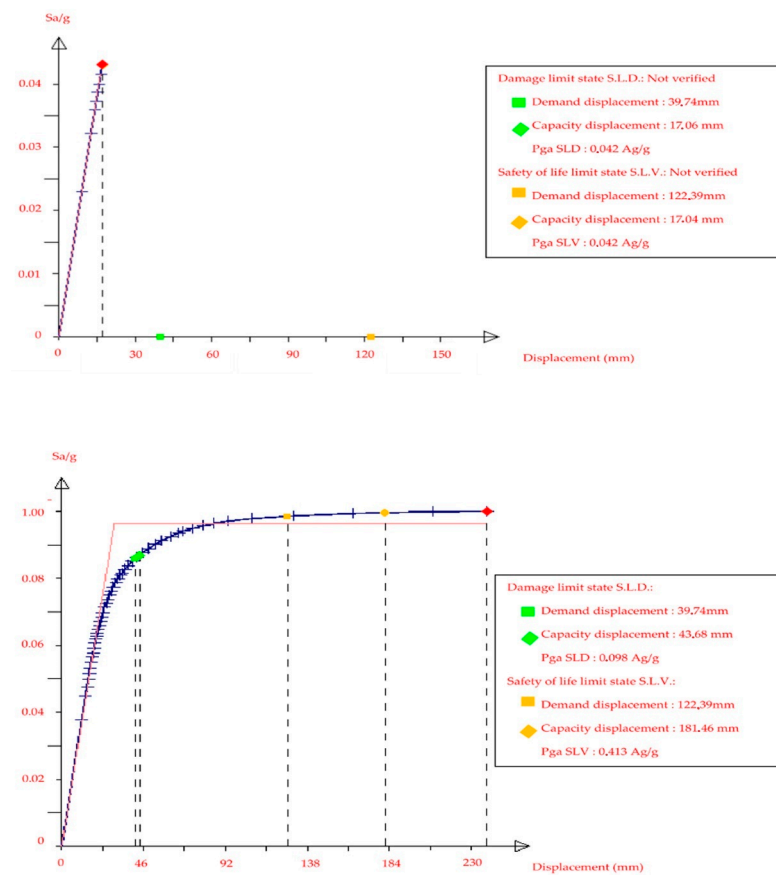 Sa/g
0.04
0.03
0.02
0.01
0
0
30
60
90
120
150
Displacement (mm)
Damage limit state S.L.D.: Not verified
Demand displacement : 39.74mm
Capacity displacement : 17.06 mm
Pga SLD : 0.042 Ag/g
Safety of life limit state S.L.V.: Not verified
Demand displacement : 122.39mm
Capacity displacement : 17.04 mm
Pga SLV : 0.042 Ag/g
Sa/g
1.00
0.08
0.06
0.04
0.02
0
0
46
92
138
184
230
Displacement (mm)
Damage limit state S.L.D.:
Demand displacement : 39.74mm
Capacity displacement : 43.68 mm
Pga SLD : 0.098 Ag/g
Safety of life limit state S.L.V.:
Demand displacement : 122.39mm
Capacity displacement : 181.46 mm
Pga SLV : 0.413 Ag/g